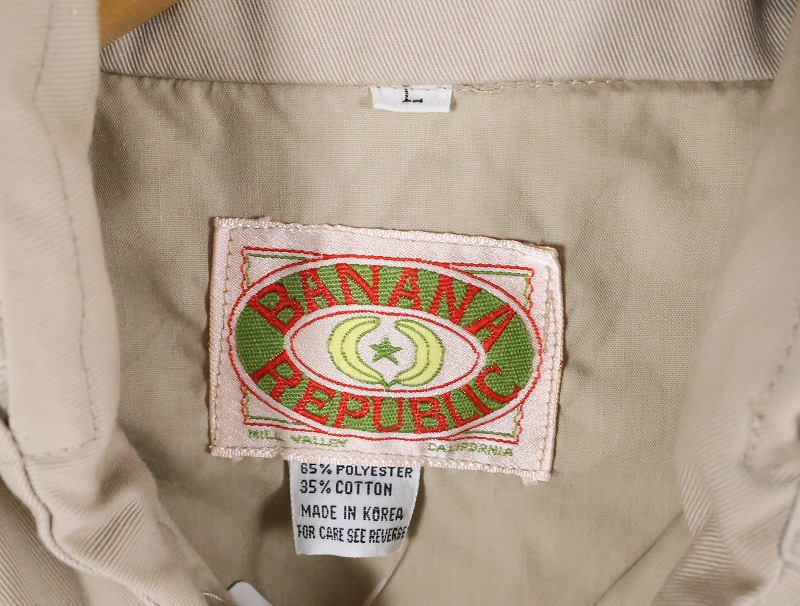 L
BANANA
REPUBLIC
MILL VALLEY CALIFORNIA
65% POLYESTER
35% COTTON
MADE IN KOREA
FOR CARE SEE REVERSE